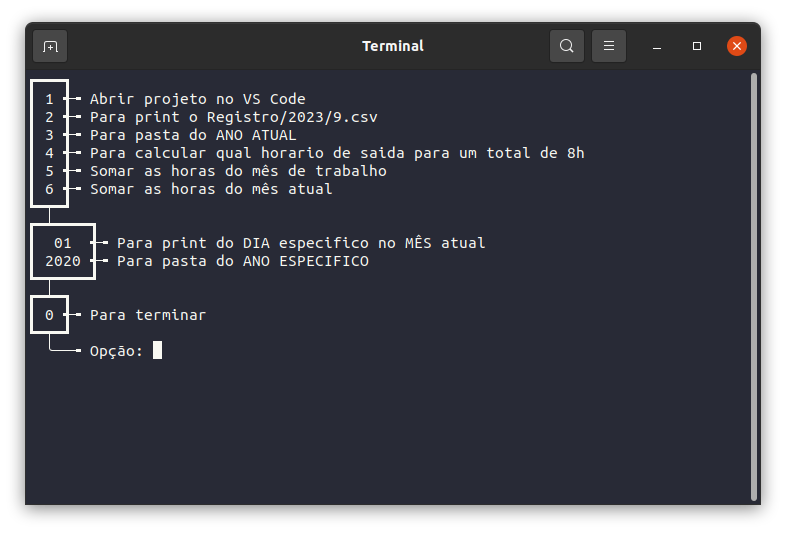 Terminal
1 Abrir projeto no VS Code
2 Para print o Registro/2023/9.csv
3 Para pasta do ANO ATUAL
4 Para calcular qual horario de saida para um total de 8h
5 Somar as horas do mês de trabalho
6 Somar as horas do mês atual
01 Para print do DIA especifico no MÊS atual
2020 Para pasta do ANO ESPECIFICO
0 Para terminar
Opção: